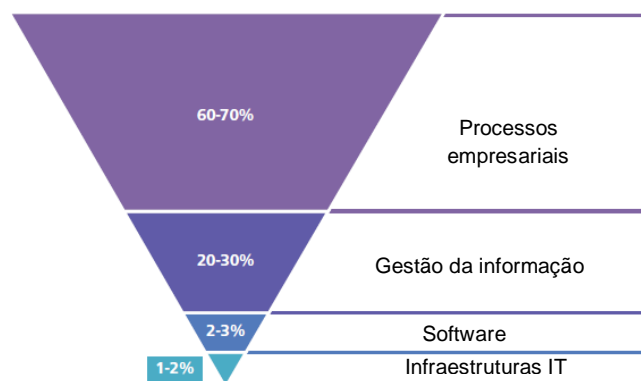 60-70%
Processos
empresariais
20-30%
Gestão da informação
2-3%
Software
1-2%
Infraestruturas IT